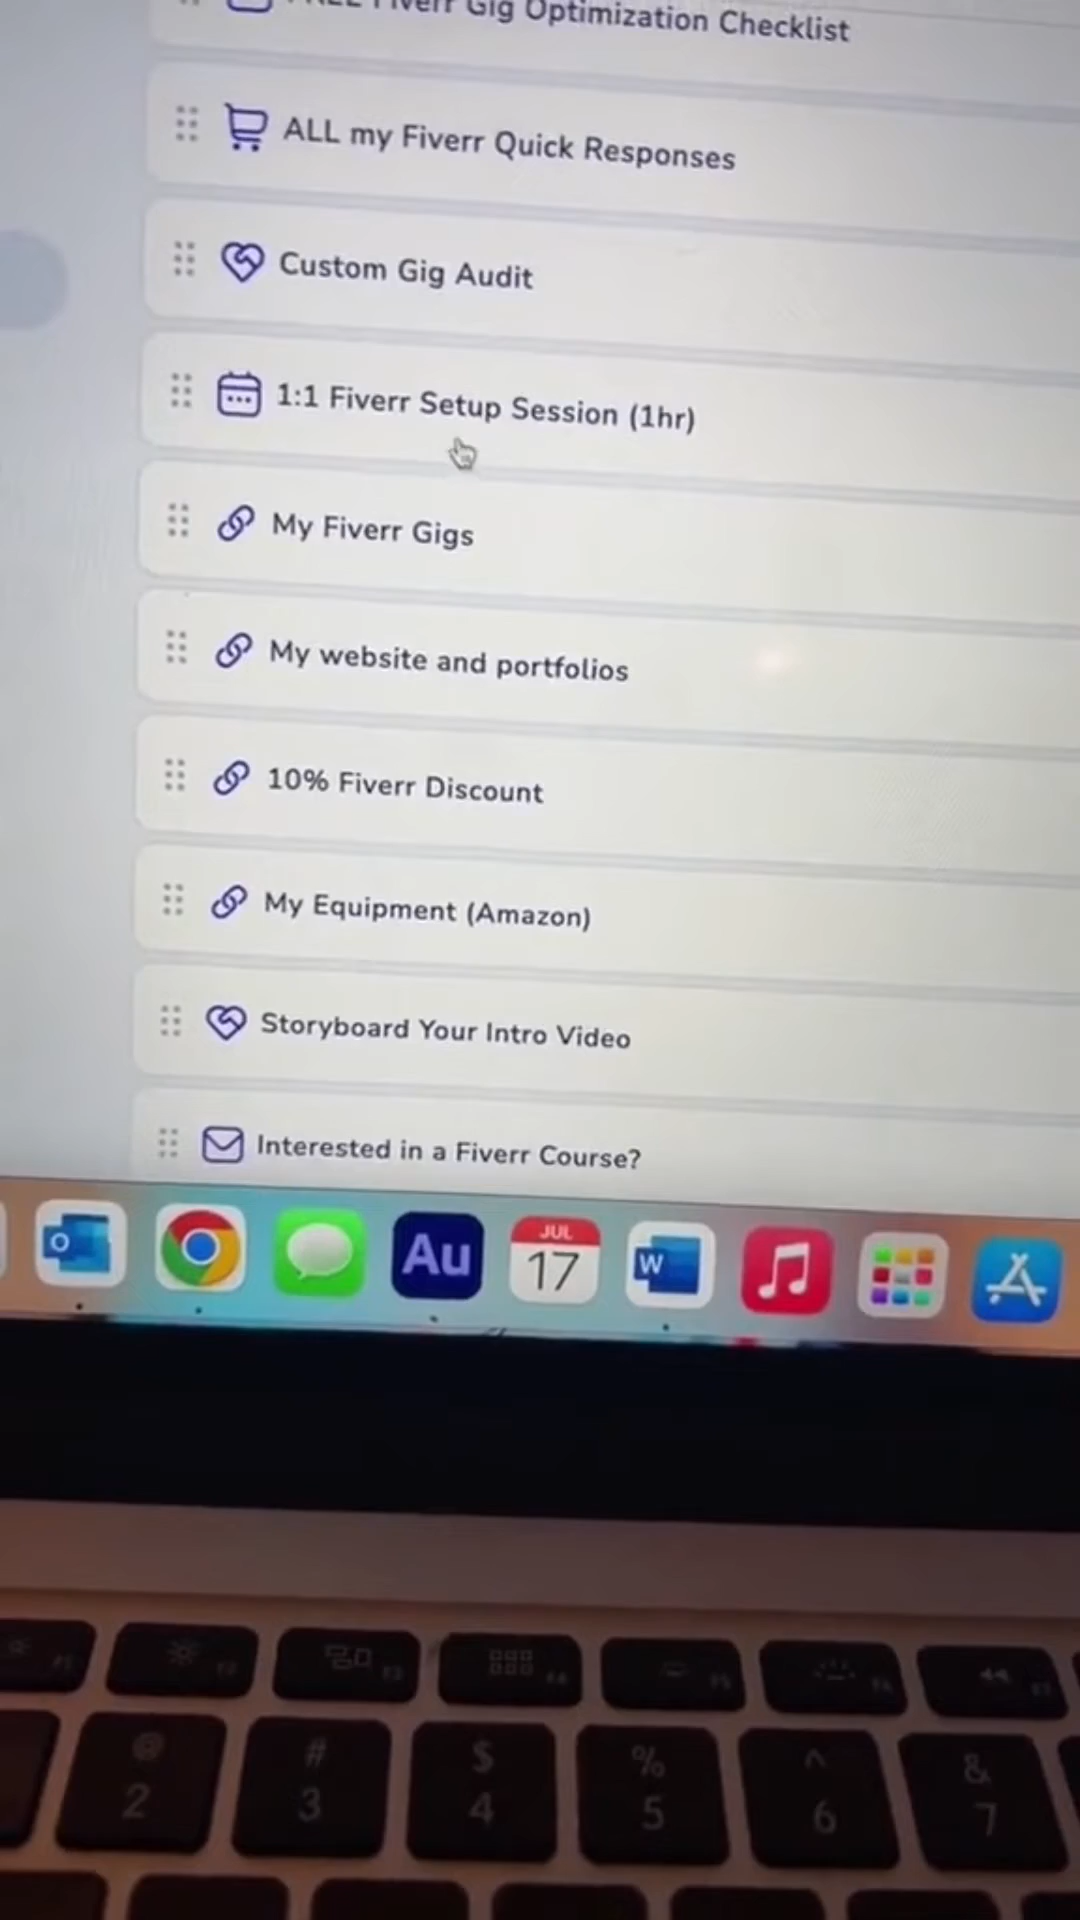 Fiverr Gig Optimization Checklist
ALL my Fiverr Quick Responses
Custom Gig Audit
1:1 Fiverr Setup Session (1hr)
My Fiverr Gigs
My website and portfolios
10% Fiverr Discount
My Equipment (Amazon)
Storyboard Your Intro Video
Interested in a Fiverr Course?
O
Au
JUL
17
W
@
2
#
3
$
4
%
5
^
6
&
7